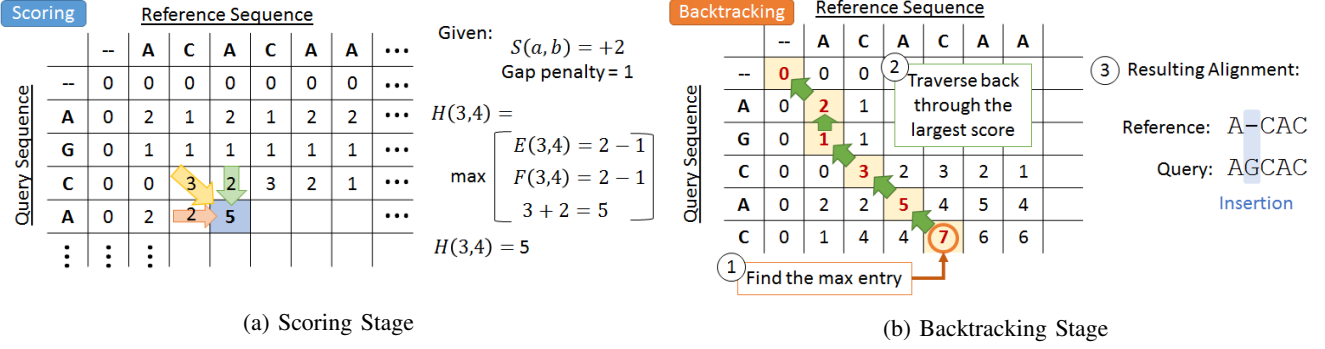 Scoring
Reference Sequence
Query Sequence
-- A C A C A A •••
-- 0 0 0 0 0 0 0 •••
A 0 2 1 2 1 2 2 •••
G 0 1 1 1 1 1 1 •••
C 0 0 3 2 3 2 1 •••
A 0 2 2 5 •••
Given:
S(a, b) = +2
Gap penalty = 1
H(3,4) =
max
E(3,4) = 2 − 1
F(3,4) = 2 − 1
3 + 2 = 5
H(3,4) = 5
(a) Scoring Stage
Backtracking
Reference Sequence
Query Sequence
-- A C A C A A
-- 0 0 0
A 0 2 1
G 0 1 1
C 0 0 3 2 3 2 1
A 0 2 2 5 4 5 4
C 0 1 4 4 7 6 6
1 Find the max entry
2 Traverse back
through the
largest score
3 Resulting Alignment:
Reference: A-CAC
Query: AGCAC
Insertion
(b) Backtracking Stage